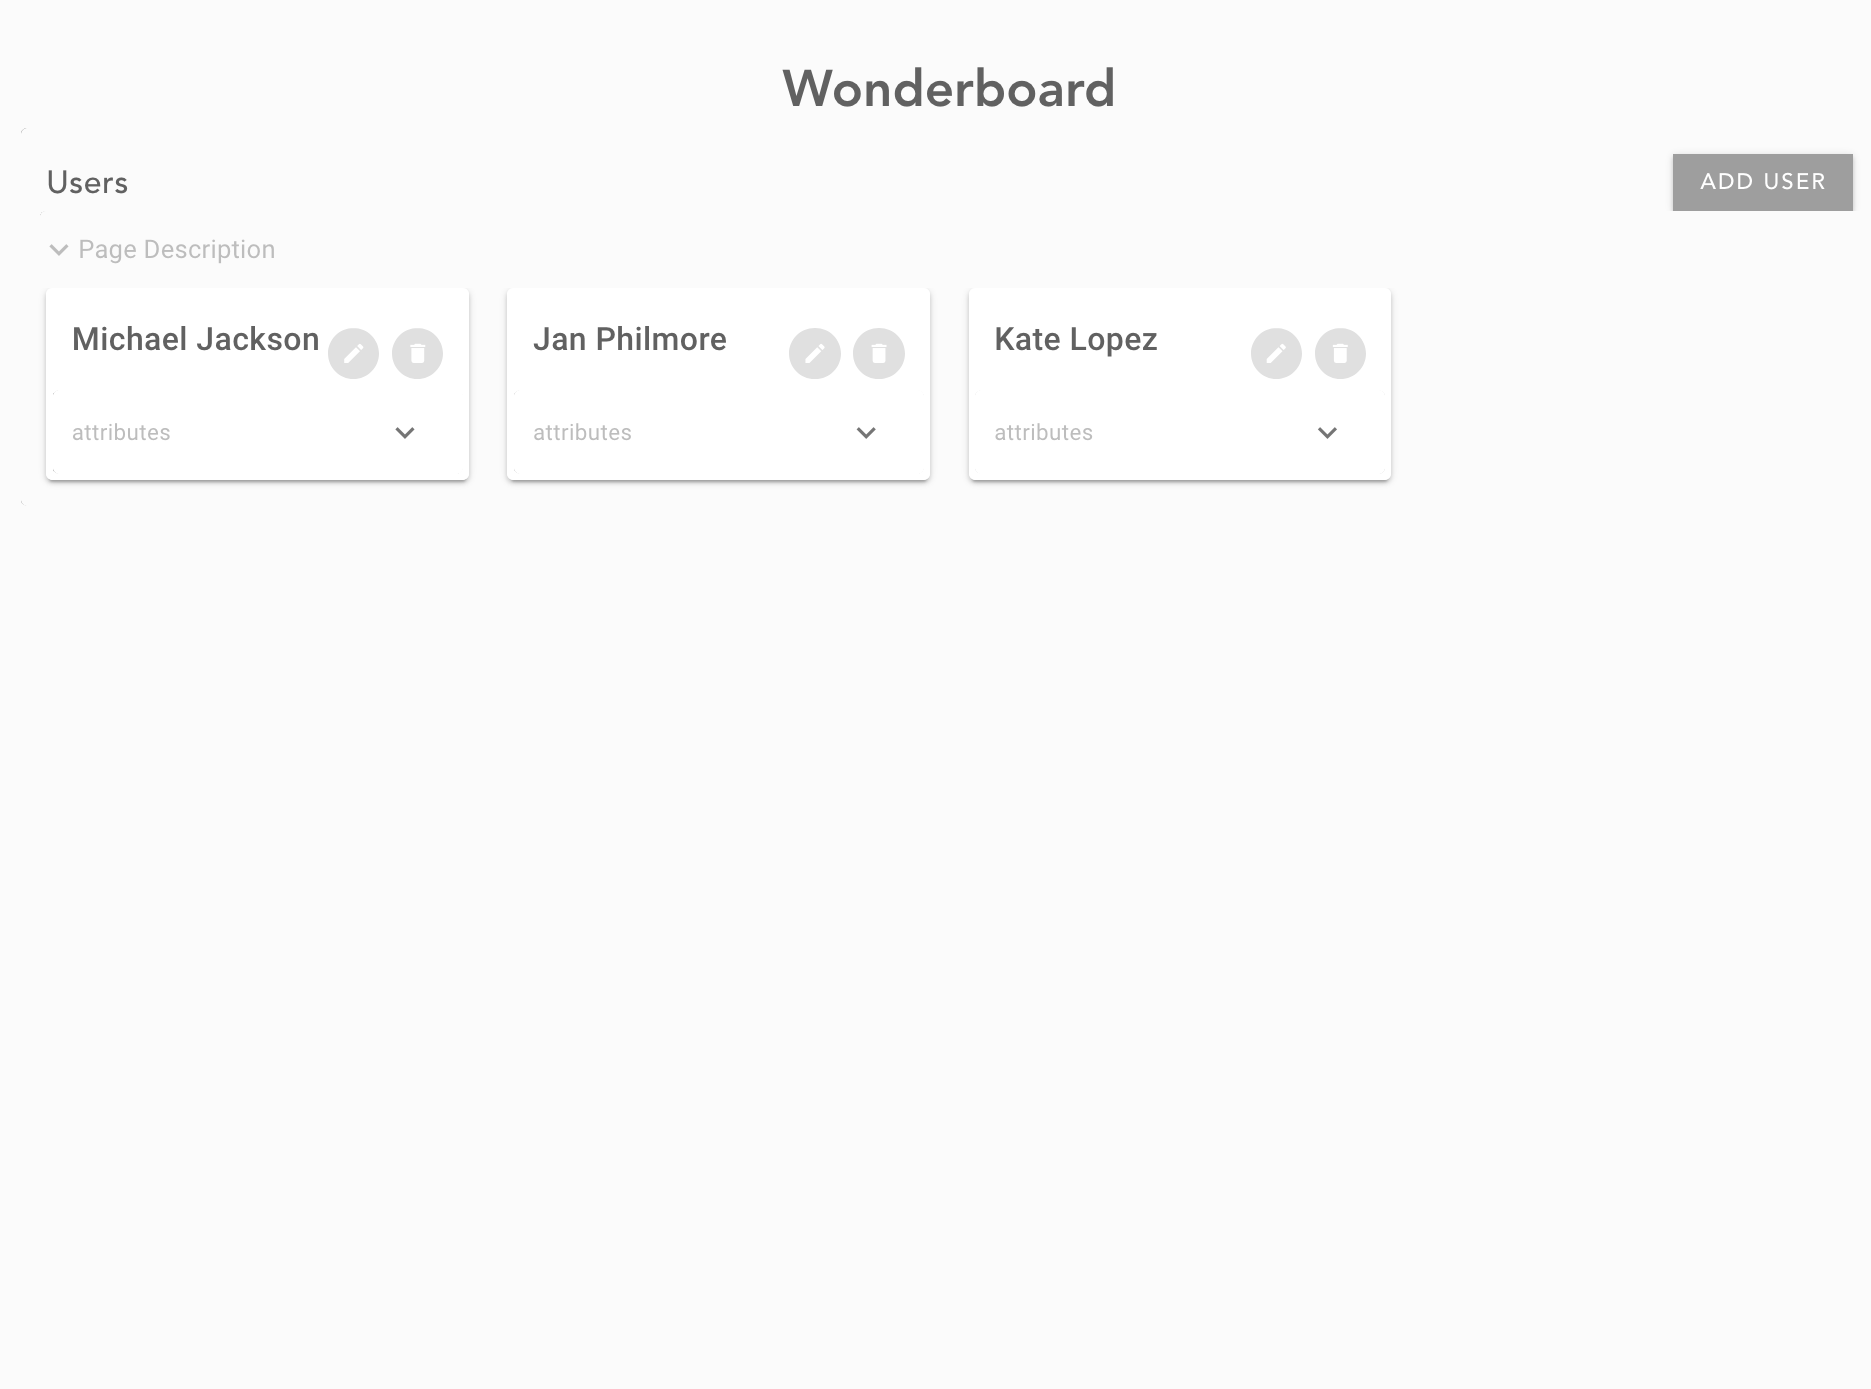 Wonderboard
Users
ADD USER
Page Description
Michael Jackson
Jan Philmore
Kate Lopez
attributes
attributes
attributes